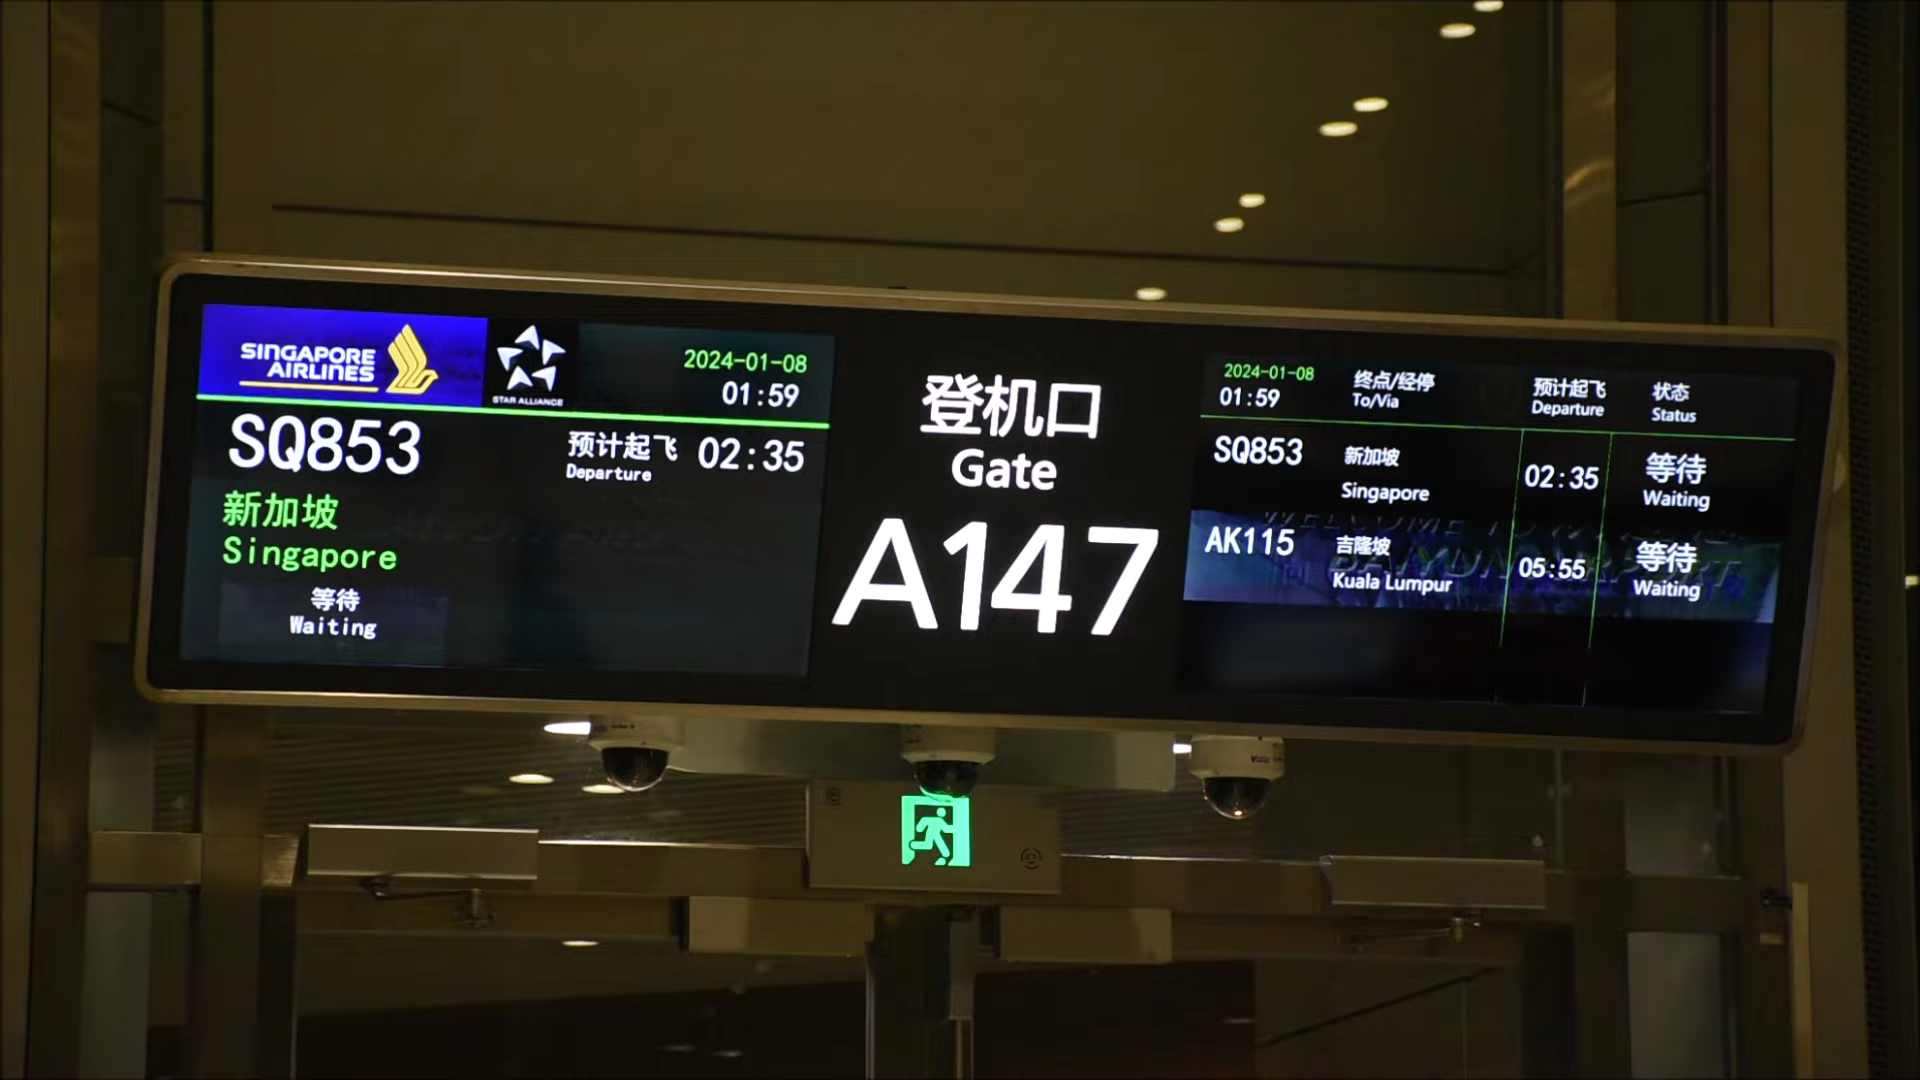 SINGAPORE
AIRLINES
STAR ALLIANCE
2024-01-08
01:59
SQ853
预计起飞 02:35
Departure
新加坡
Singapore
等待
Waiting
登机口
Gate
A147
2024-01-08 终点/经停 预计起飞 状态
01:59 To/Via Departure Status
SQ853 新加坡 02:35 等待
Singapore Waiting
AK115 吉隆坡 05:55 等待
Kuala Lumpur Waiting